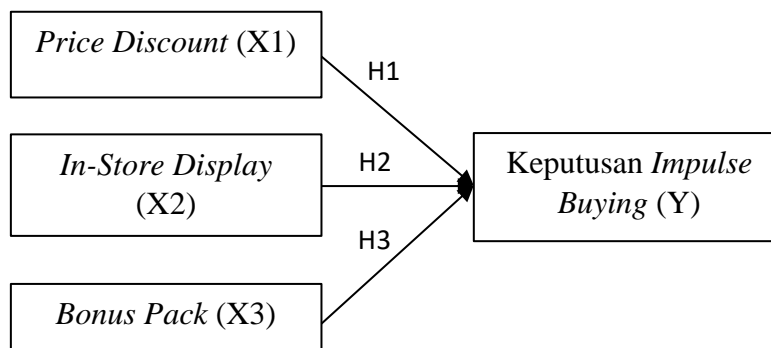 Price Discount (X1)
H1
In-Store Display
(X2)
H2
Keputusan Impulse
Buying (Y)
H3
Bonus Pack (X3)